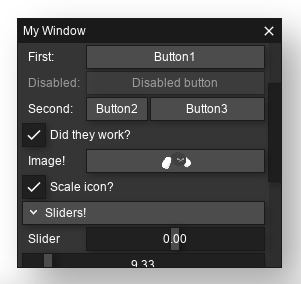 My Window
First: Button1
Disabled: Disabled button
Second: Button2 Button3
Did they work?
Image!
Scale icon?
Sliders!
Slider 0.00
9.33